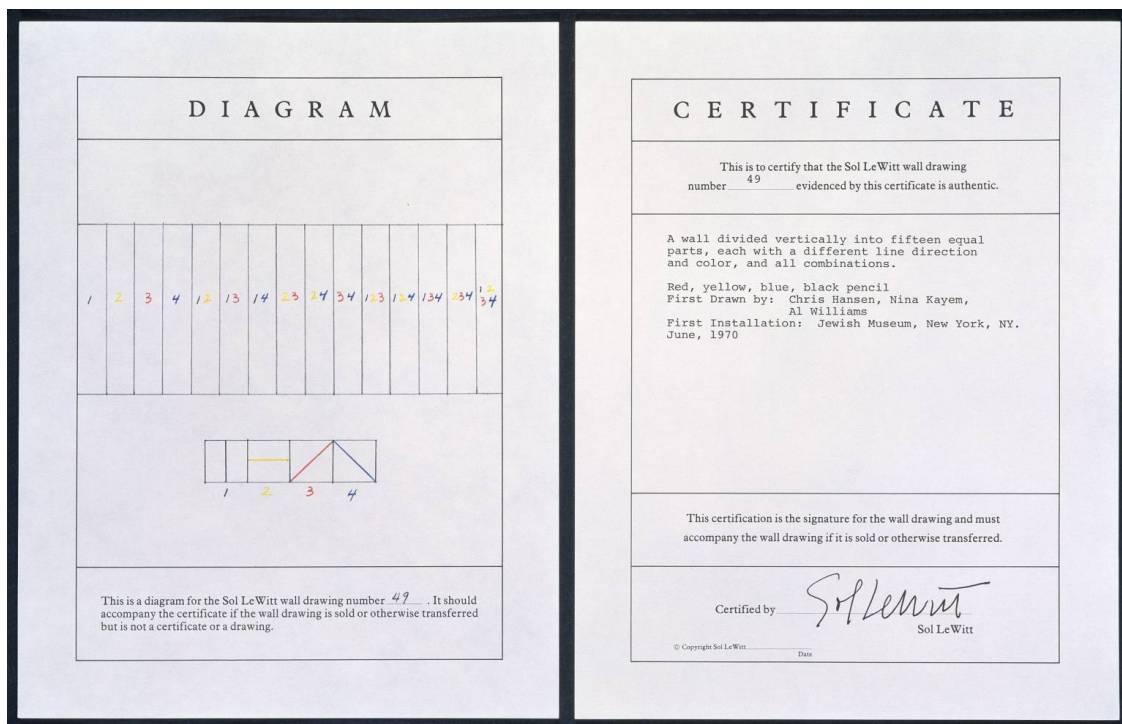 DIAGRAM
1 2 3 4 12 13 14 23 24 34 123 124 134 234 12
34
1 2 3 4
This is a diagram for the Sol LeWitt wall drawing number 49 . It should
accompany the certificate if the wall drawing is sold or otherwise transferred
but is not a certificate or a drawing.
CERTIFICATE
This is to certify that the Sol LeWitt wall drawing
number 49 evidenced by this certificate is authentic.
A wall divided vertically into fifteen equal
parts, each with a different line direction
and color, and all combinations.
Red, yellow, blue, black pencil
First Drawn by: Chris Hansen, Nina Kayem,
Al Williams
First Installation: Jewish Museum, New York, NY.
June, 1970
This certification is the signature for the wall drawing and must
accompany the wall drawing if it is sold or otherwise transferred.
Certified by Sol LeWitt
Sol LeWitt
© Copyright Sol LeWitt
Date